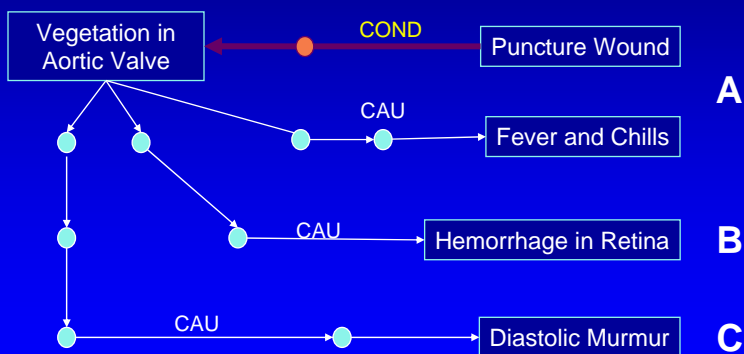 Vegetation in
Aortic Valve
COND
Puncture Wound
A
CAU
Fever and Chills
CAU
Hemorrhage in Retina
B
CAU
Diastolic Murmur
C